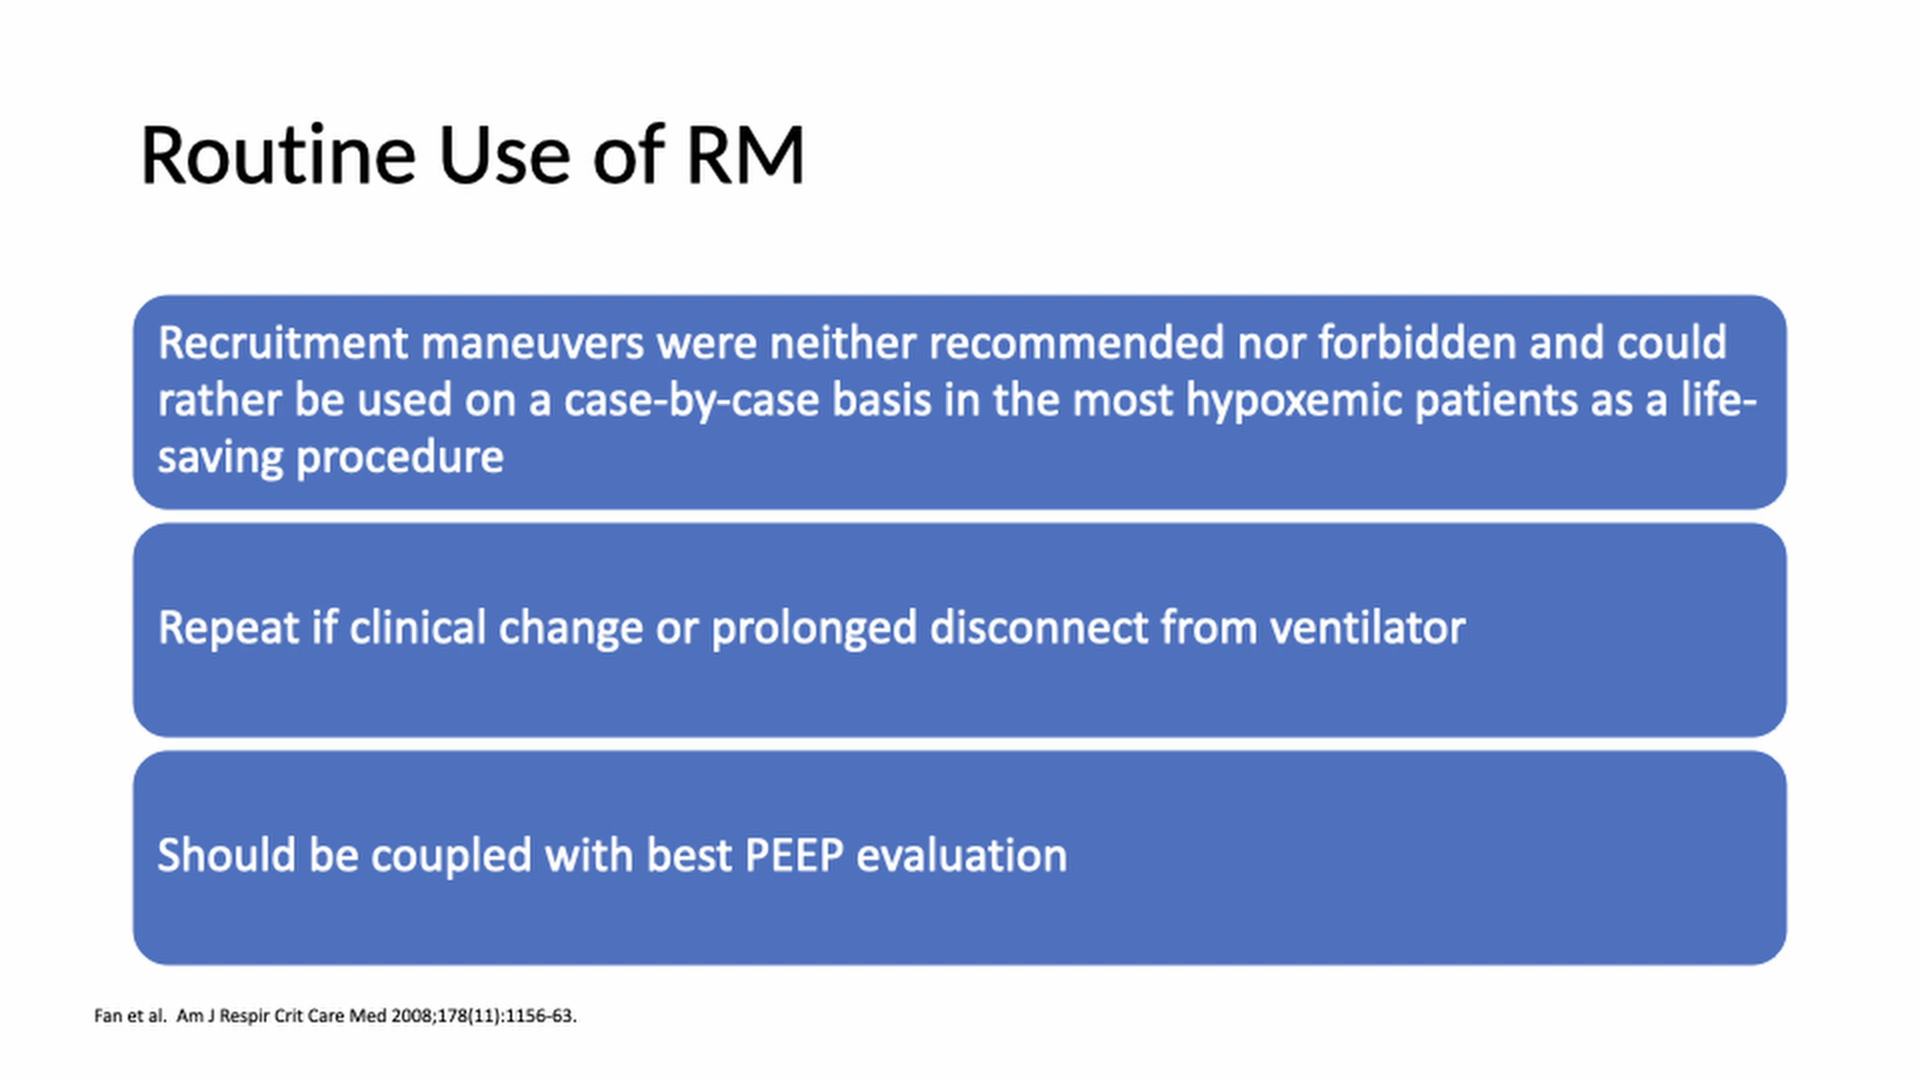 Routine Use of RM
Recruitment maneuvers were neither recommended nor forbidden and could
rather be used on a case-by-case basis in the most hypoxemic patients as a life-
saving procedure
Repeat if clinical change or prolonged disconnect from ventilator
Should be coupled with best PEEP evaluation
Fan et al.  Am J Respir Crit Care Med 2008;178(11):1156-63.